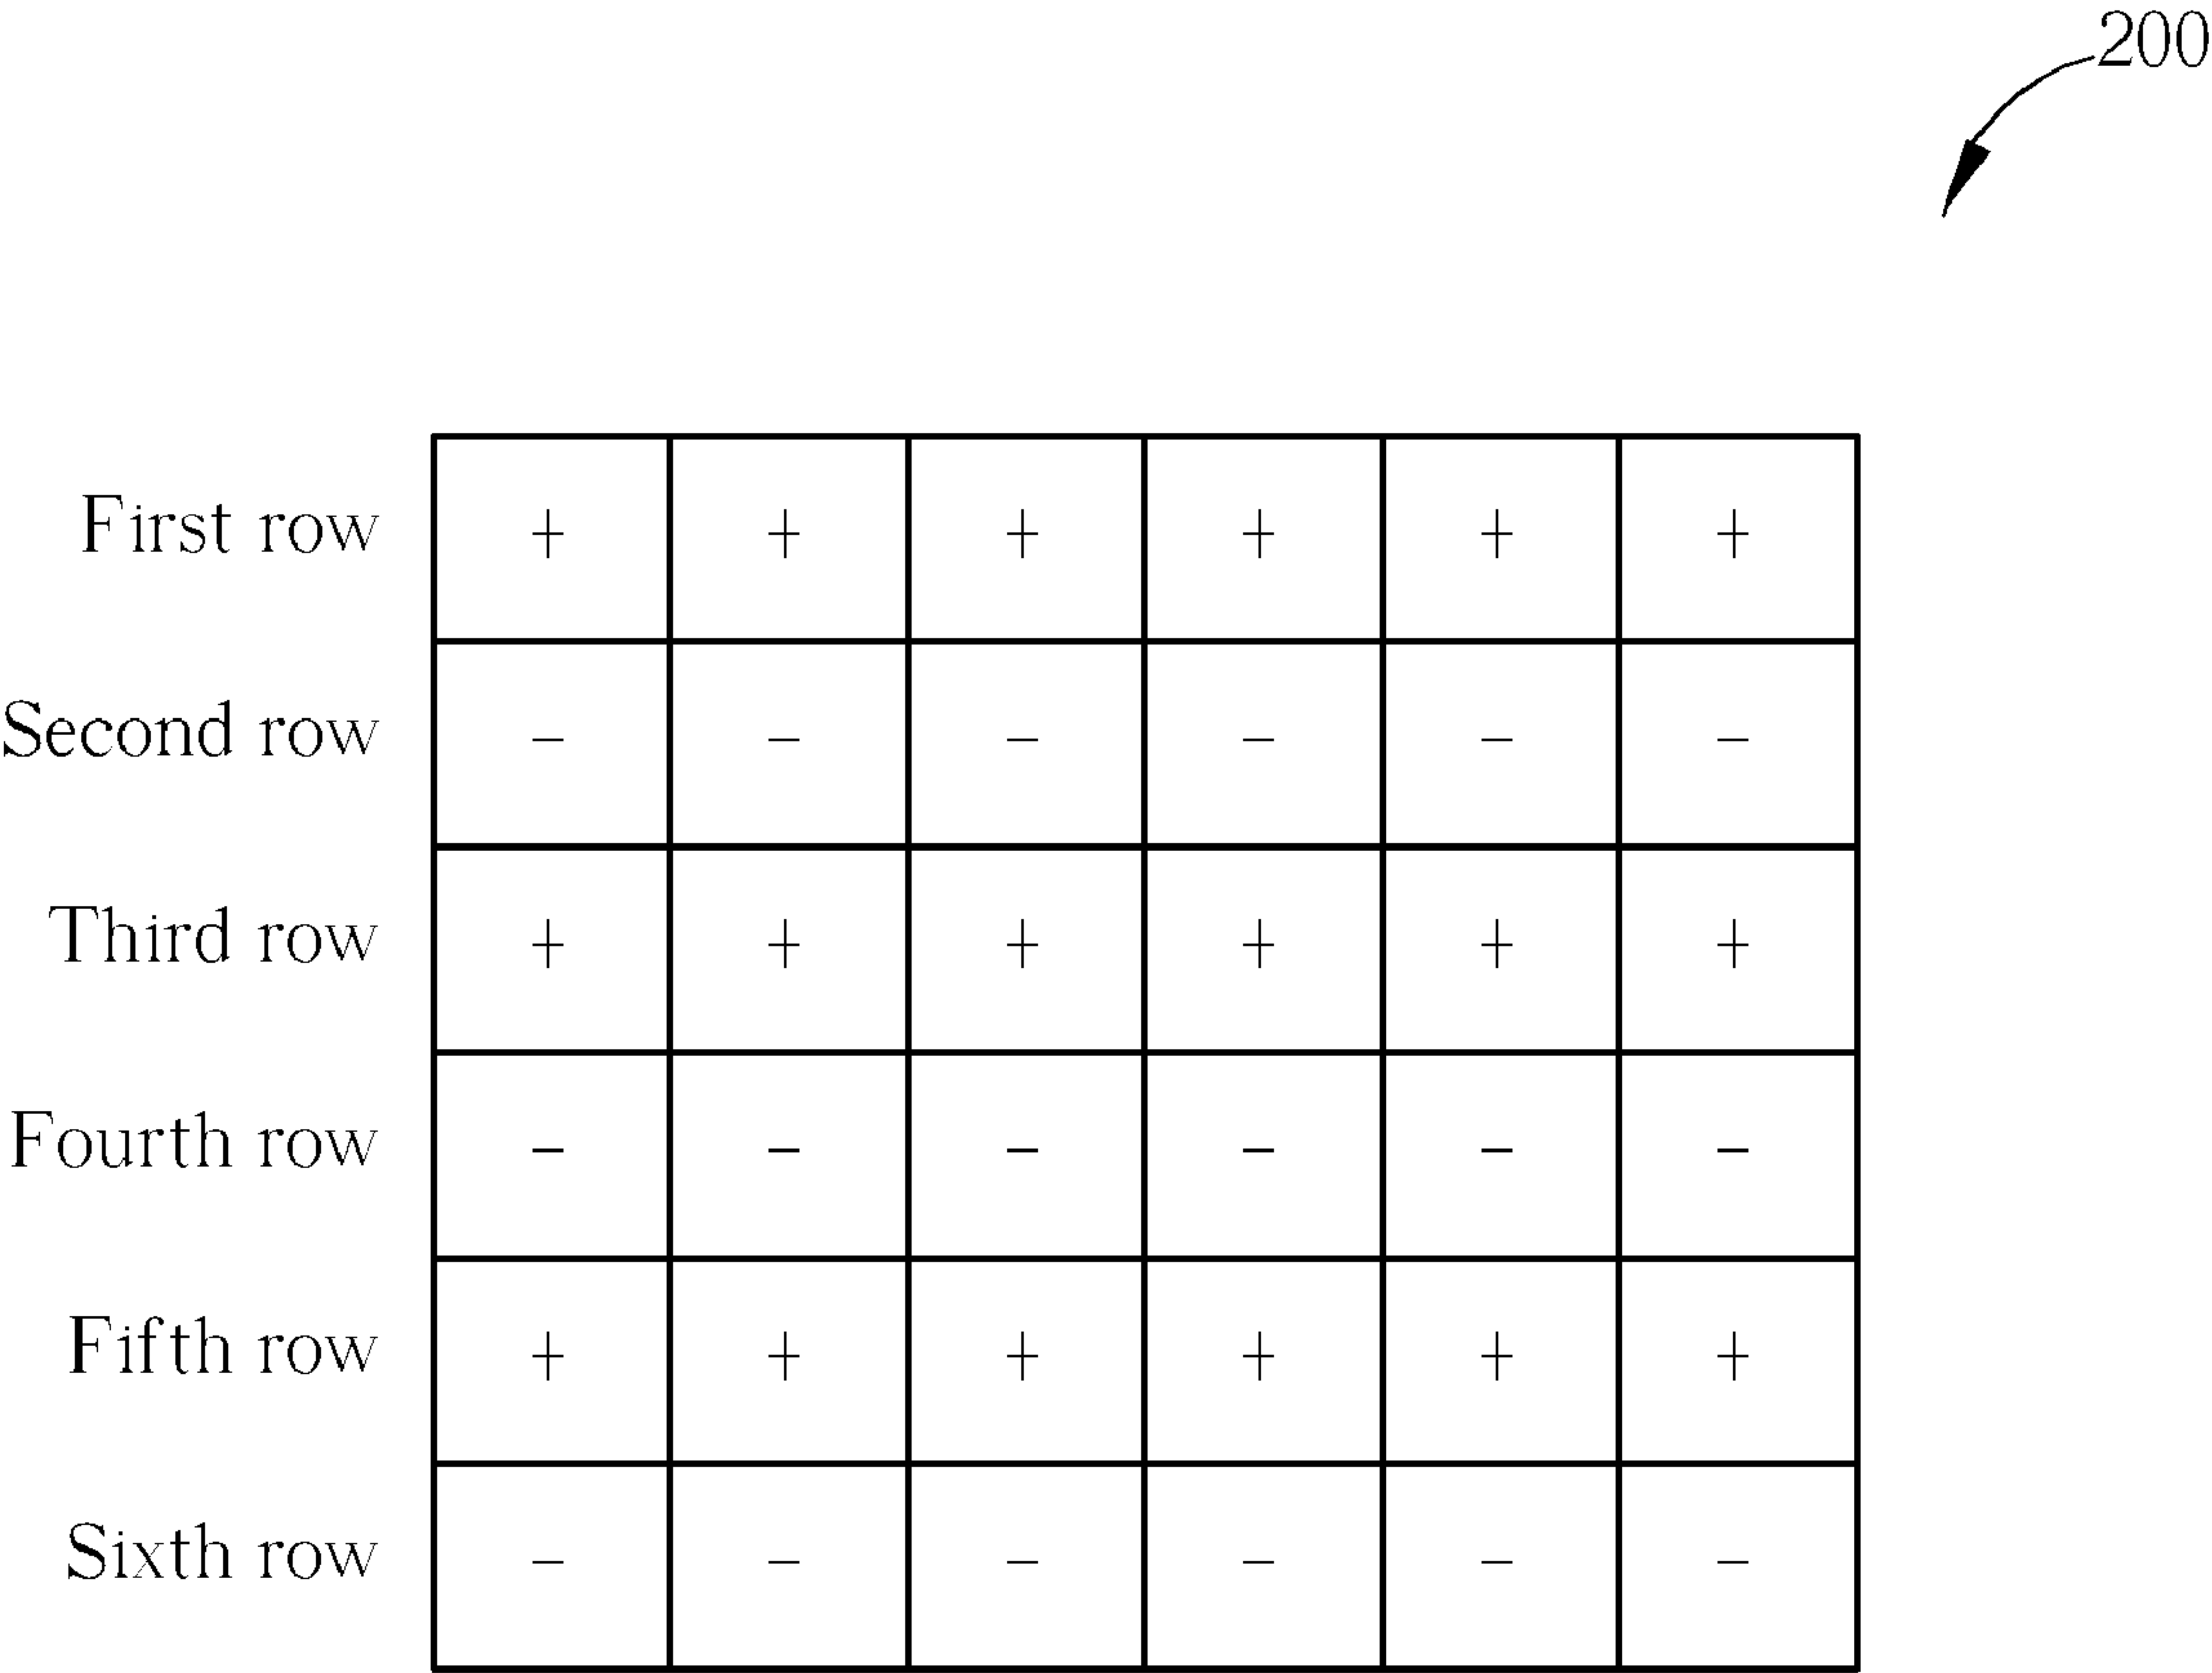 200
First row + + + + + +
Second row − − − − − −
Third row + + + + + +
Fourth row − − − − − −
Fifth row + + + + + +
Sixth row − − − − − −